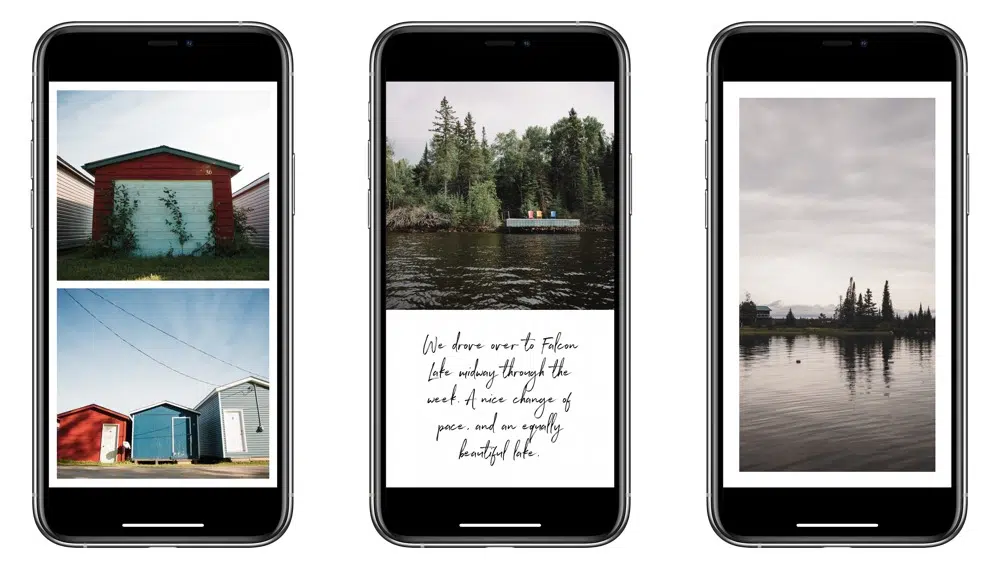 30
We drove over to Falcon
Lake midway through the
week. A nice change of
pace, and an equally
beautiful lake.